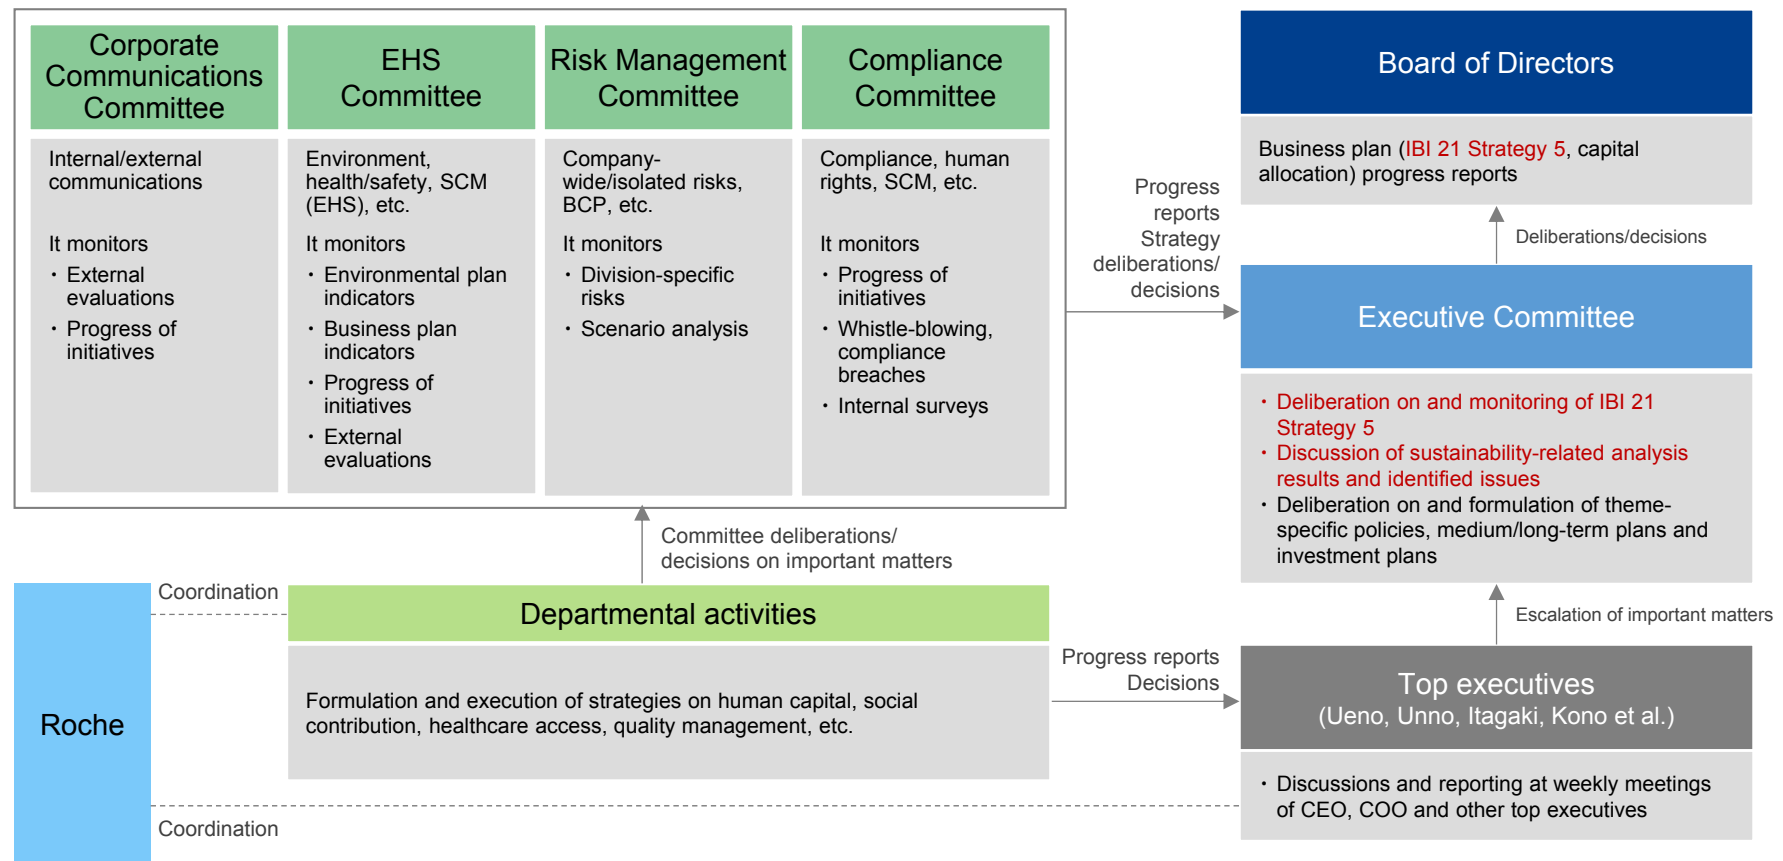 Corporate
Communications
Committee
Internal/external
communications
It monitors
・External
evaluations
・Progress of
initiatives
EHS
Committee
Environment,
health/safety, SCM
(EHS), etc.
It monitors
・Environmental plan
indicators
・Business plan
indicators
・Progress of
initiatives
・External
evaluations
Risk Management
Committee
Company-
wide/isolated risks,
BCP, etc.
It monitors
・Division-specific
risks
・Scenario analysis
Compliance
Committee
Compliance, human
rights, SCM, etc.
It monitors
・Progress of
initiatives
・Whistle-blowing,
compliance
breaches
・Internal surveys
Progress
reports
Strategy
deliberations/
decisions
Board of Directors
Business plan (IBI 21 Strategy 5, capital
allocation) progress reports
Deliberations/decisions
Executive Committee
・Deliberation on and monitoring of IBI 21
Strategy 5
・Discussion of sustainability-related analysis
results and identified issues
・Deliberation on and formulation of theme-
specific policies, medium/long-term plans and
investment plans
Committee deliberations/
decisions on important matters
Escalation of important matters
Roche
Coordination
Departmental activities
Formulation and execution of strategies on human capital, social
contribution, healthcare access, quality management, etc.
Progress reports
Decisions
Top executives
(Ueno, Unno, Itagaki, Kono et al.)
・Discussions and reporting at weekly meetings
of CEO, COO and other top executives
Coordination